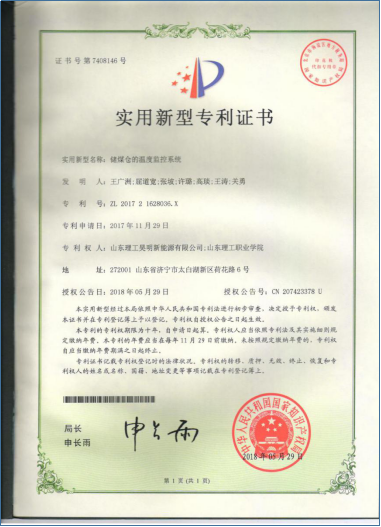 证书号第7408146号
实用新型专利证书
实用新型名称：储煤仓的温度监控系统
发 明 人：王广洲;屈道宽;张坡;许璐;高琰;王涛;关勇
专 利 号：ZL 2017 2 1628036.X
专利申请日：2017年11月29日
专 利 权 人：山东理工昊明新能源有限公司;山东理工职业学院
地 址：272001 山东省济宁市太白湖新区荷花路6号
授权公告日：2018年05月29日 授权公告号：CN 207423378 U
本实用新型经过本局依照中华人民共和国专利法进行初步审查，决定授予专利权，颁
发本证书并在专利登记簿上予以登记。专利权自授权公告之日起生效。
本专利的专利权期限为十年，自申请日起算。专利权人应当依照专利法及其实施细则规
定缴纳年费。本专利的年费应当在每年11月29日前缴纳。未按照规定缴纳年费的，专利权
自应当缴纳年费期满之日起终止。
专利证书记载专利权登记时的法律状况。专利权的转移、质押、无效、终止、恢复和专
利权人的姓名或名称、国籍、地址变更等事项记载在专利登记簿上。
局长
申长雨
申长雨
中华人民共和国国家知识产权局
2018年05月29日
第 1 页 (共 1 页)